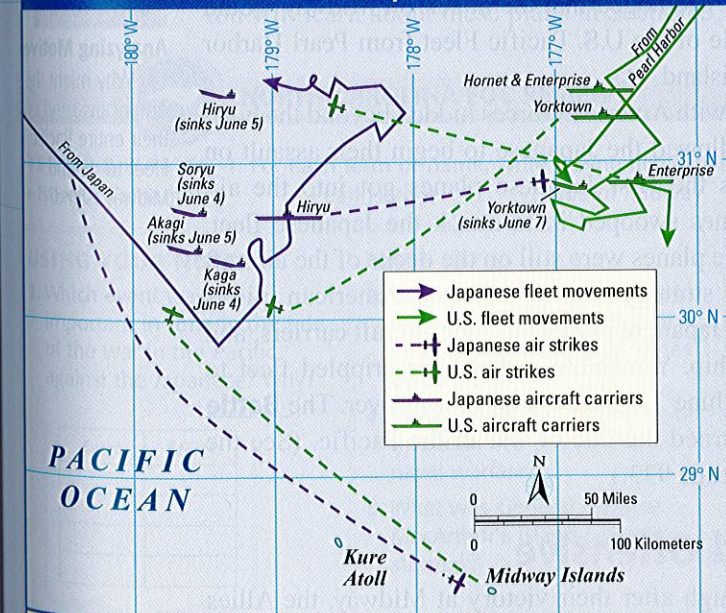 180° W
179° W
178° W
177° W
From
Pearl Harbor
Hornet & Enterprise
Yorktown
Hiryu
(sinks June 5)
31° N
Enterprise
From Japan
Soryu
(sinks
June 4)
Hiryu
Yorktown
(sinks June 7)
Akagi
(sinks June 5)
Kaga
(sinks
June 4)
Japanese fleet movements
U.S. fleet movements
Japanese air strikes
U.S. air strikes
Japanese aircraft carriers
U.S. aircraft carriers
30° N
PACIFIC
OCEAN
29° N
N
0 50 Miles
0 100 Kilometers
Kure
Atoll
Midway Islands